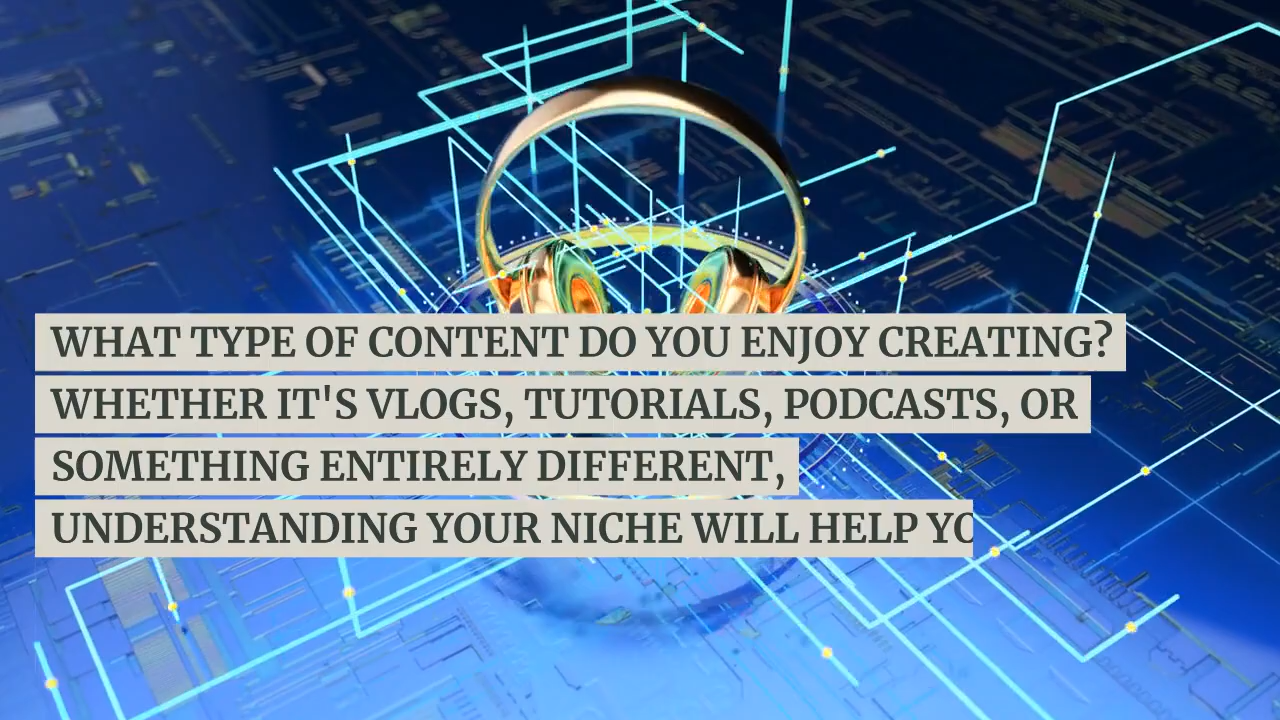 WHAT TYPE OF CONTENT DO YOU ENJOY CREATING?
WHETHER IT'S VLOGS, TUTORIALS, PODCASTS, OR
SOMETHING ENTIRELY DIFFERENT,
UNDERSTANDING YOUR NICHE WILL HELP